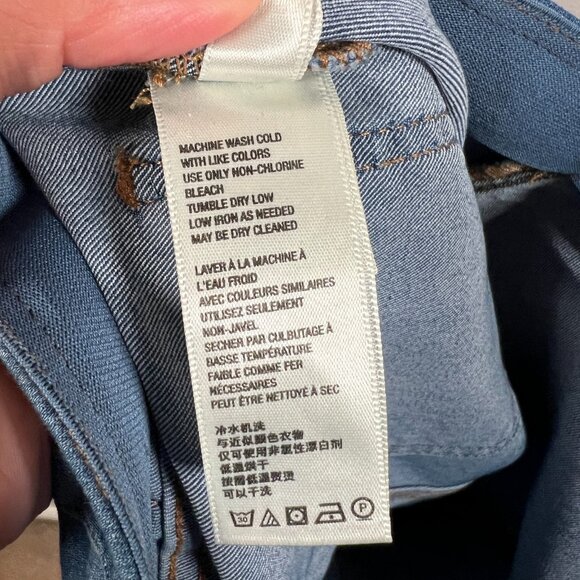 MACHINE WASH COLD
WITH LIKE COLORS
USE ONLY NON-CHLORINE
BLEACH
TUMBLE DRY LOW
LOW IRON AS NEEDED
MAY BE DRY CLEANED
LAVER À LA MACHINE À
L'EAU FROID
AVEC COULEURS SIMILAIRES
UTILISEZ SEULEMENT
NON-JAVEL
SECHER PAR CULBUTAGE À
BASSE TEMPÉRATURE
FAIBLE COMME FER
NÉCESSAIRES
PEUT ÊTRE NETTOYÉ À SEC
冷水机洗
与近似颜色衣物
仅可使用非氯性漂白剂
低温烘干
按需低温熨烫
可以干洗
30 P